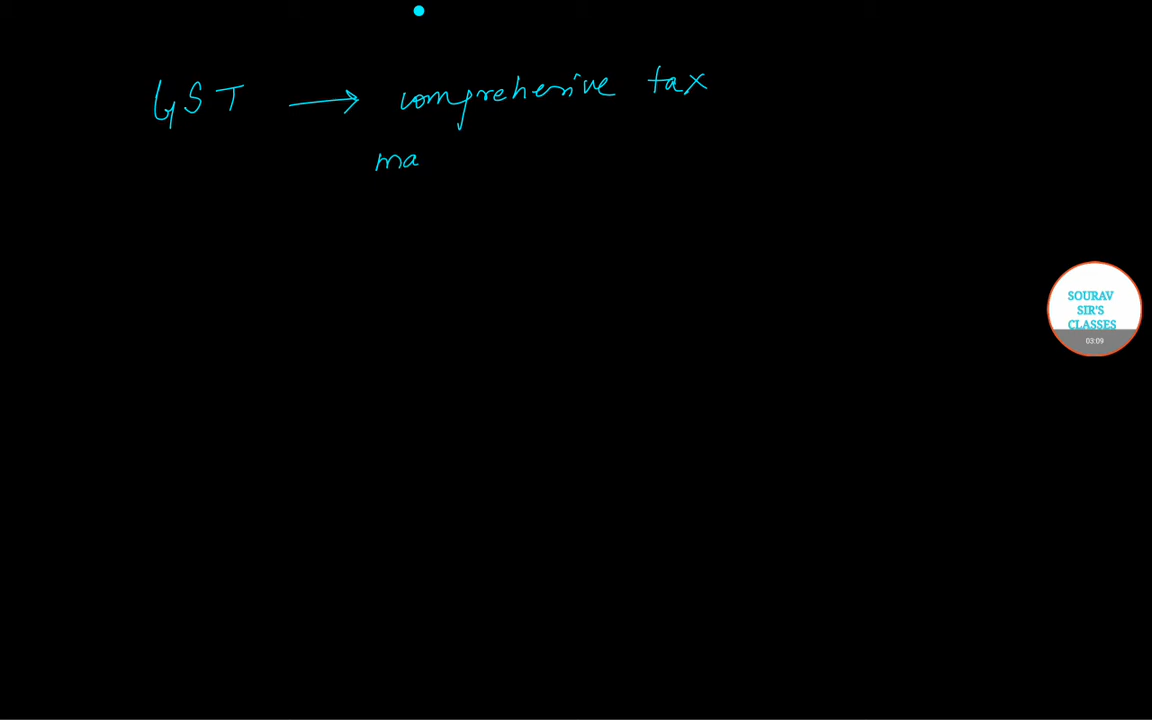 GST → comprehensive tax
ma
SOURAV
SIR'S
CLASSES
03:09